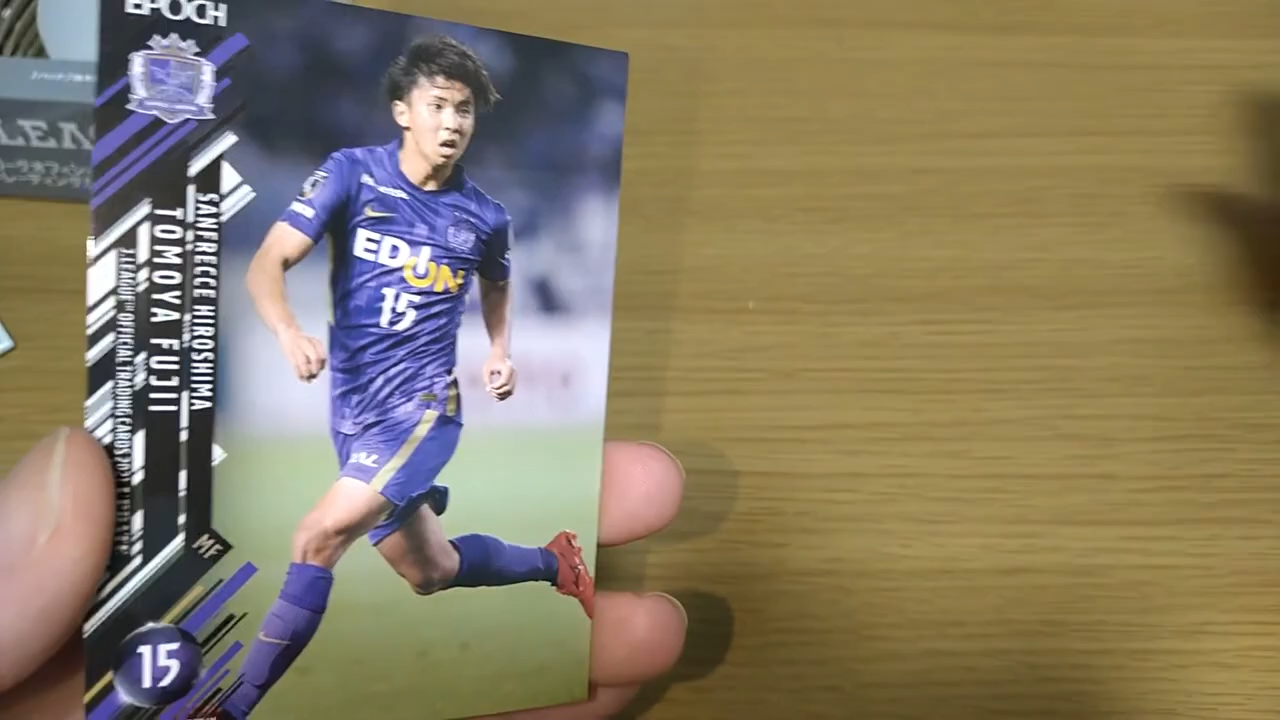 EPOCH
SANFRECCE HIROSHIMA
TOMOYA FUJII
J.LEAGUE OFFICIAL TRADING CARDS
MF
15
EDION
15